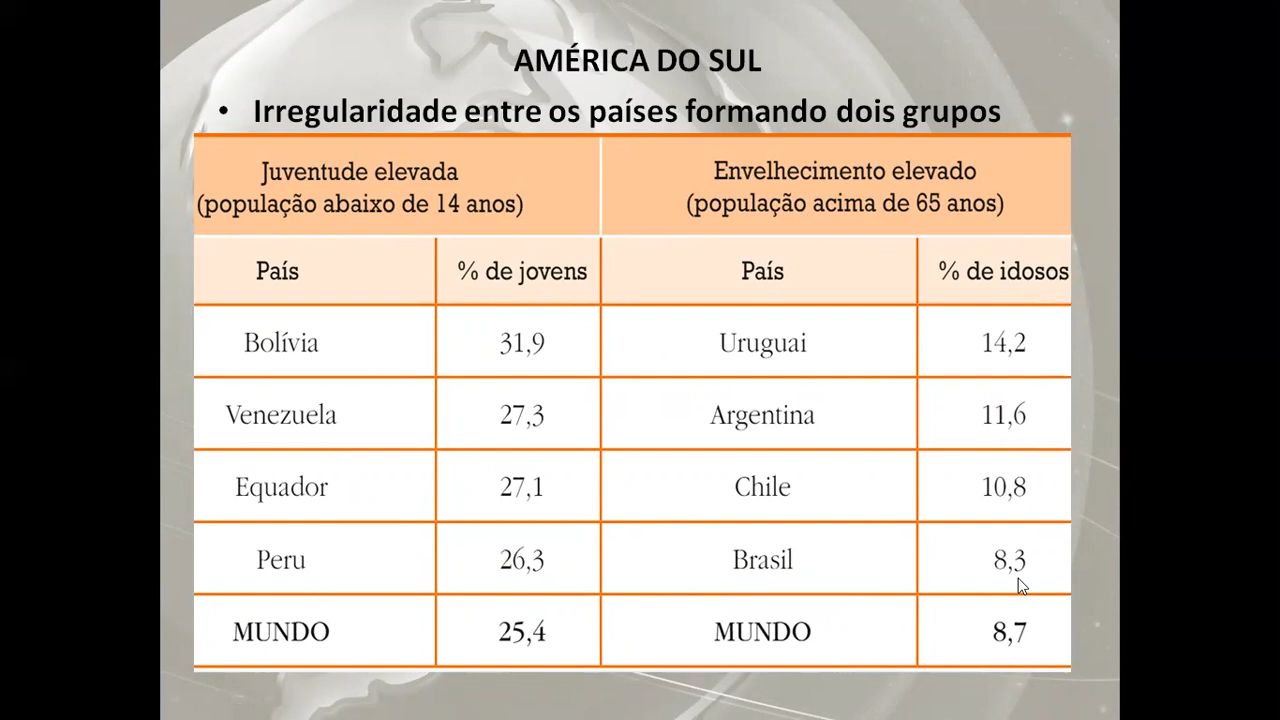 AMÉRICA DO SUL
• Irregularidade entre os países formando dois grupos
Juventude elevada
(população abaixo de 14 anos)
Envelhecimento elevado
(população acima de 65 anos)
País % de jovens País % de idosos
Bolívia 31,9 Uruguai 14,2
Venezuela 27,3 Argentina 11,6
Equador 27,1 Chile 10,8
Peru 26,3 Brasil 8,3
MUNDO 25,4 MUNDO 8,7